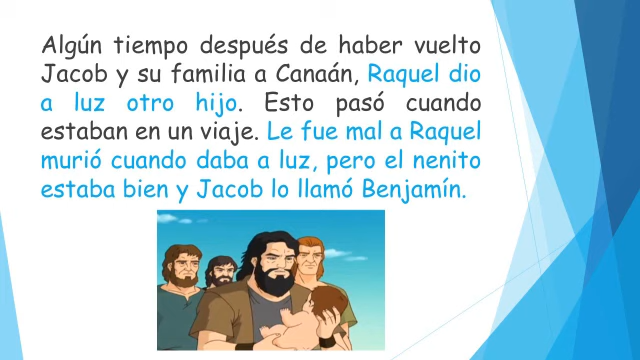 Algún tiempo después de haber vuelto
Jacob y su familia a Canaán, Raquel dio
a luz otro hijo. Esto pasó cuando
estaban en un viaje. Le fue mal a Raquel
murió cuando daba a luz, pero el nenito
estaba bien y Jacob lo llamó Benjamín.